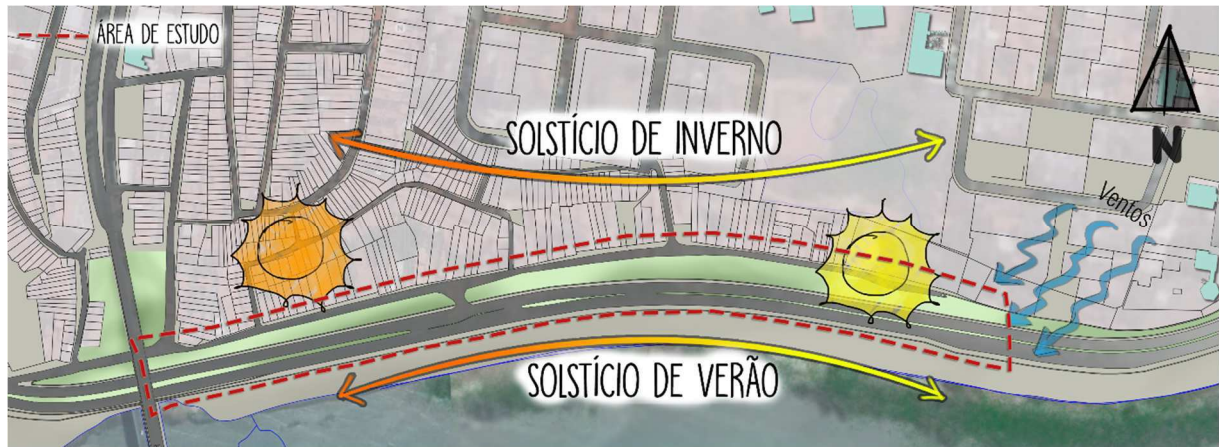 ÁREA DE ESTUDO
SOLSTÍCIO DE INVERNO
N
Ventos
SOLSTÍCIO DE VERÃO